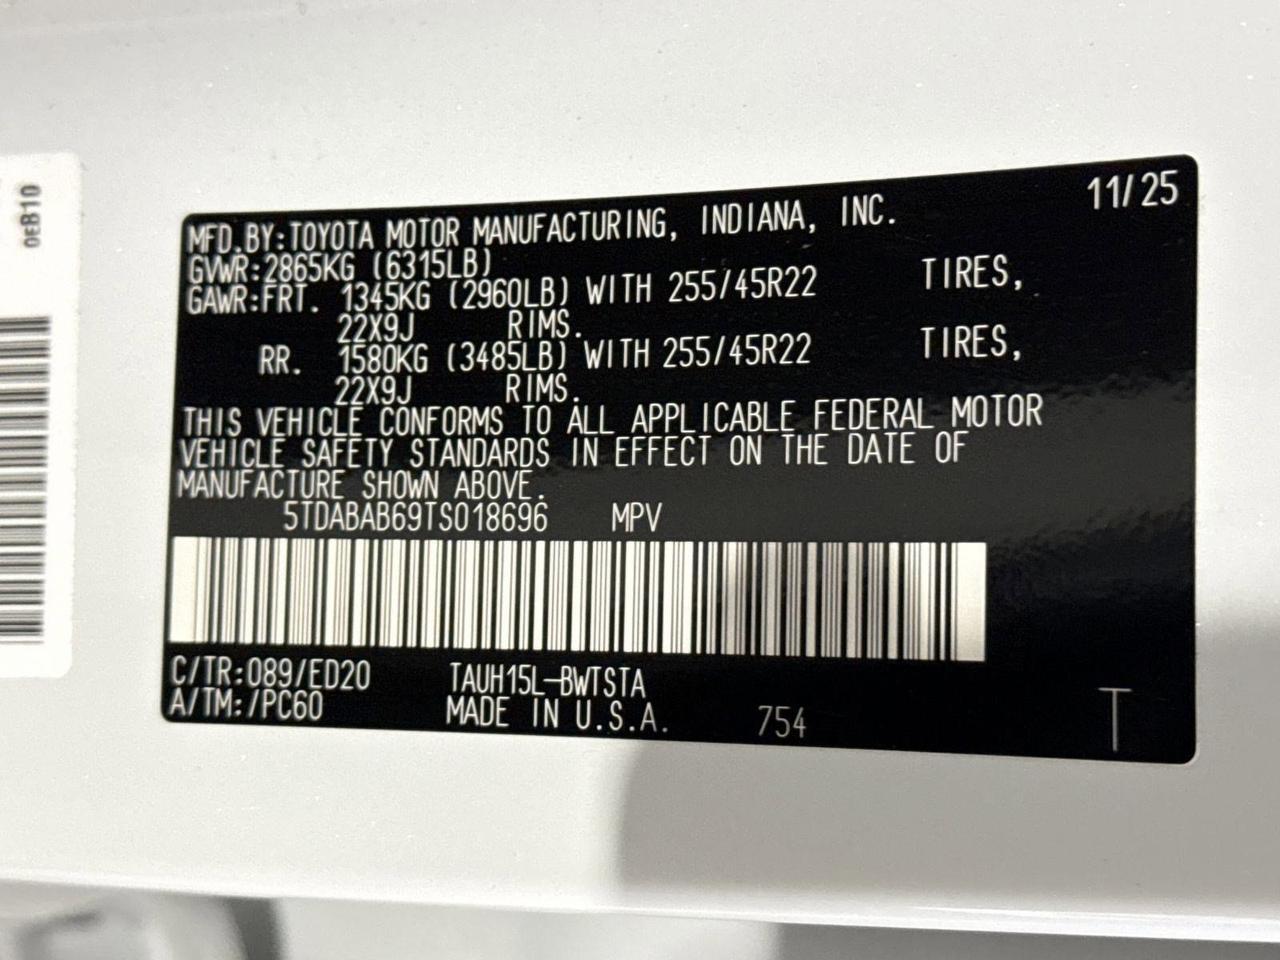 0EB10
MFD.BY:TOYOTA MOTOR MANUFACTURING, INDIANA, INC. 11/25
GVWR:2865KG (6315LB)
GAWR:FRT. 1345KG (2960LB) WITH 255/45R22 TIRES,
22X9J RIMS.
RR. 1580KG (3485LB) WITH 255/45R22 TIRES,
22X9J RIMS.
THIS VEHICLE CONFORMS TO ALL APPLICABLE FEDERAL MOTOR
VEHICLE SAFETY STANDARDS IN EFFECT ON THE DATE OF
MANUFACTURE SHOWN ABOVE.
5TDABAB69TS018696 MPV
C/TR:089/ED20 TAUH15L-BWTSTA
A/TM:/PC60 MADE IN U.S.A. 754 T